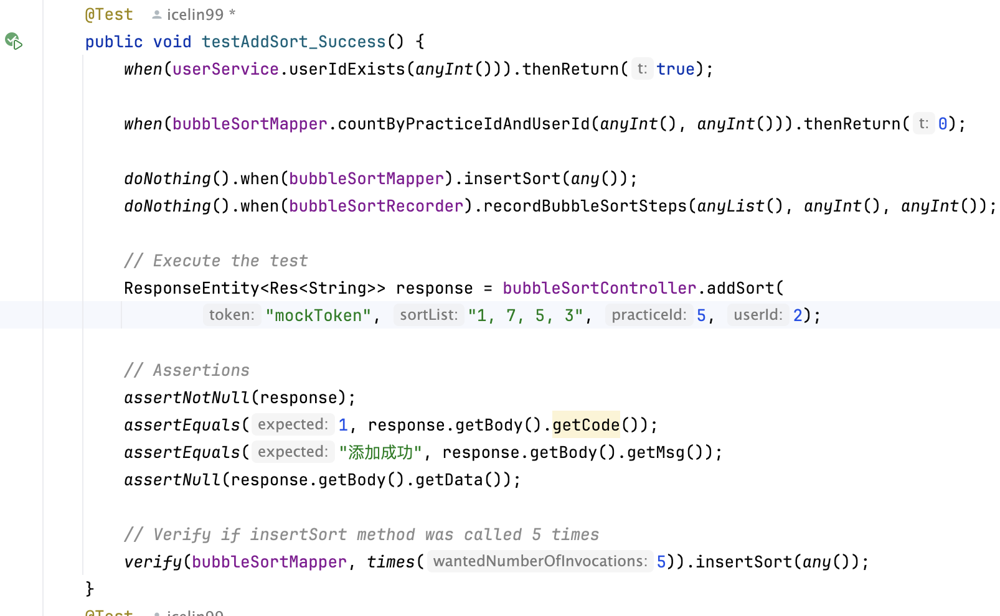 @Test icelin99 *
public void testAddSort_Success() {
when(userService.userIdExists(anyInt())).thenReturn( t: true);
when(bubbleSortMapper.countByPracticeIdAndUserId(anyInt(), anyInt())).thenReturn( t: 0);
doNothing().when(bubbleSortMapper).insertSort(any());
doNothing().when(bubbleSortRecorder).recordBubbleSortSteps(anyList(), anyInt(), anyInt());
// Execute the test
ResponseEntity<Res<String>> response = bubbleSortController.addSort(
token: "mockToken", sortList: "1, 7, 5, 3", practiceId: 5, userId: 2);
// Assertions
assertNotNull(response);
assertEquals( expected: 1, response.getBody().getCode());
assertEquals( expected: "添加成功", response.getBody().getMsg());
assertNull(response.getBody().getData());
// Verify if insertSort method was called 5 times
verify(bubbleSortMapper, times( wantedNumberOfInvocations: 5)).insertSort(any());
}
@Test icelin99